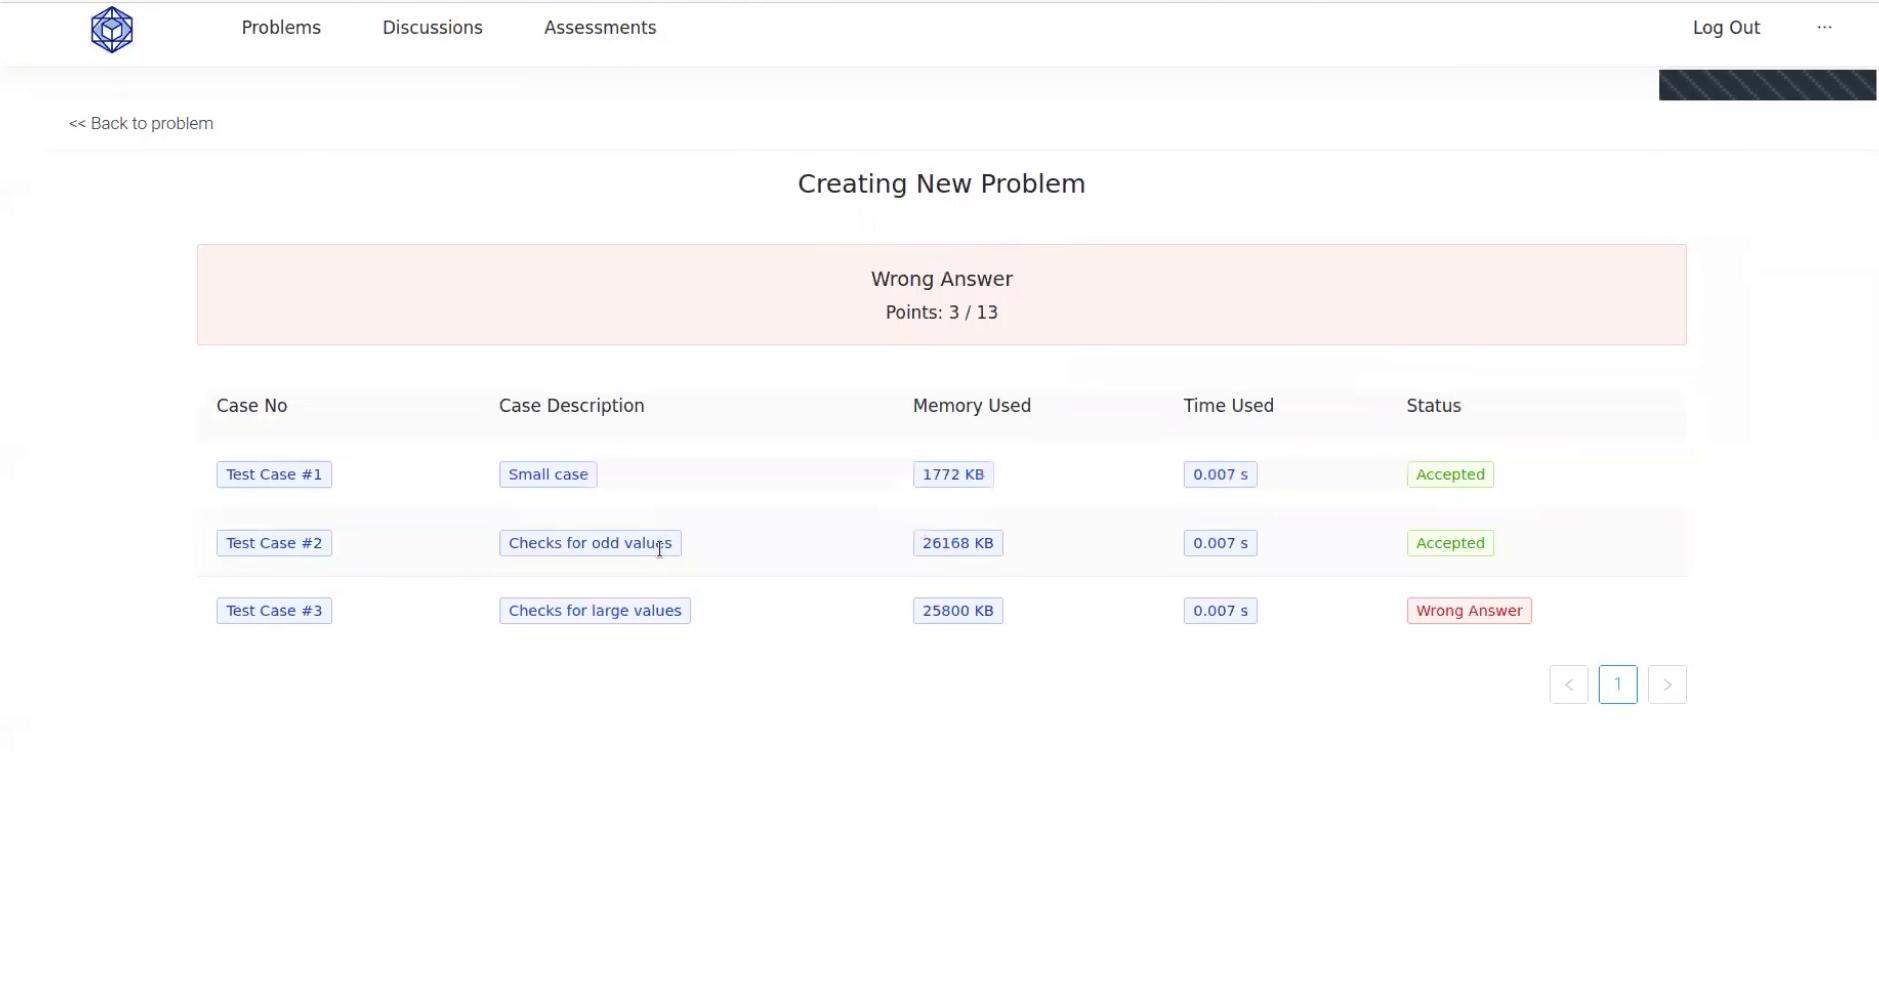 Problems Discussions Assessments Log Out ...
<< Back to problem
Creating New Problem
Wrong Answer
Points: 3 / 13
Case No Case Description Memory Used Time Used Status
Test Case #1 Small case 1772 KB 0.007 s Accepted
Test Case #2 Checks for odd values 26168 KB 0.007 s Accepted
Test Case #3 Checks for large values 25800 KB 0.007 s Wrong Answer
< 1 >